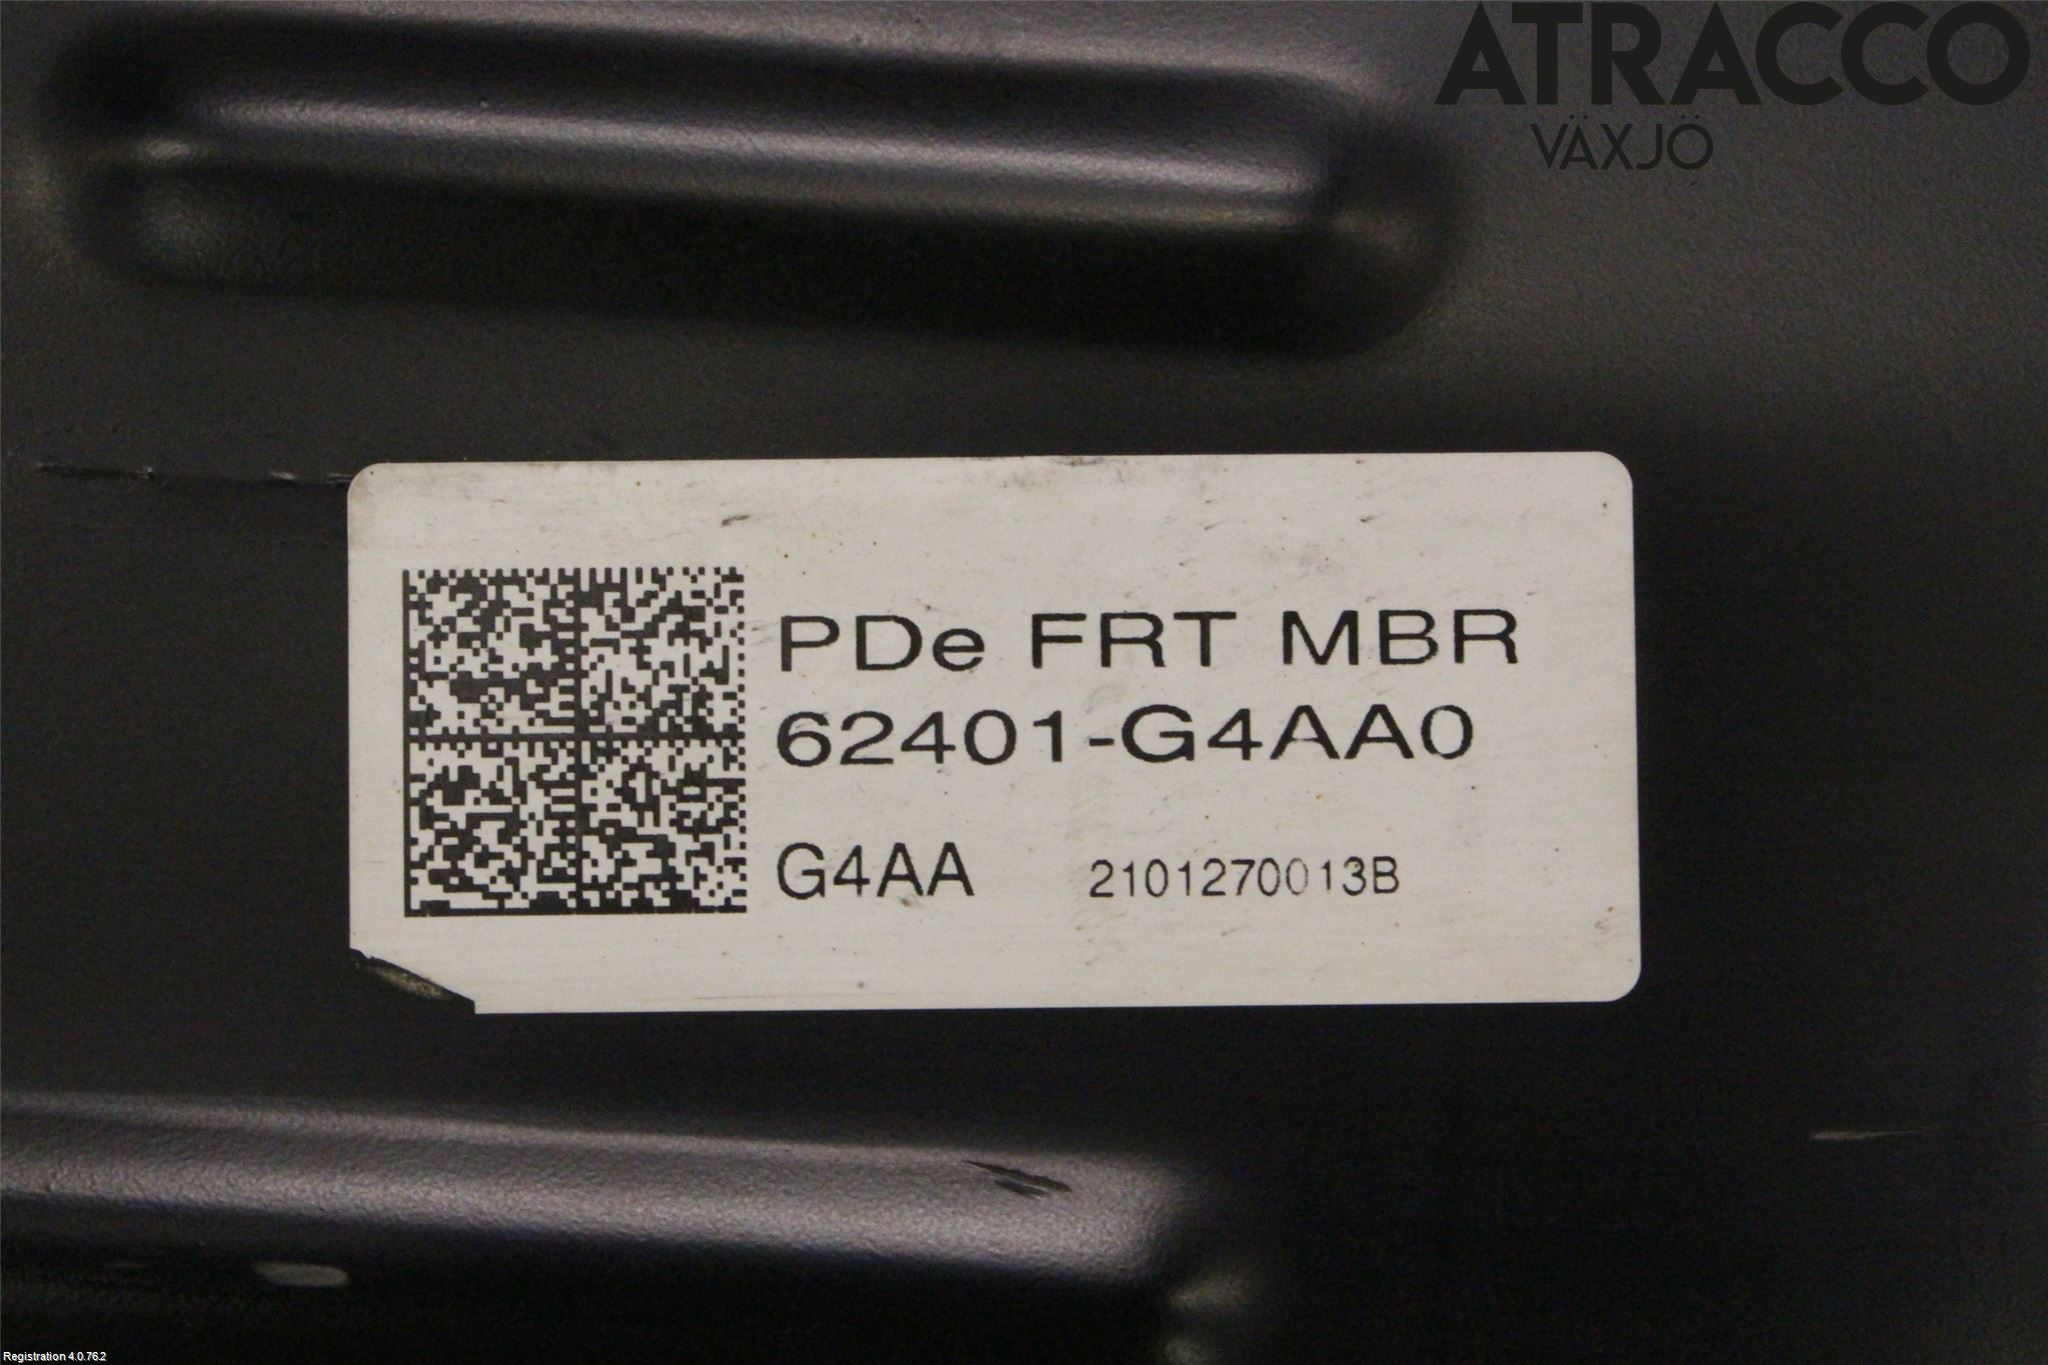 ATRACCO
VÄXJÖ
PDe FRT MBR
62401-G4AA0
G4AA 2101270013B
Registration 4.0.76.2